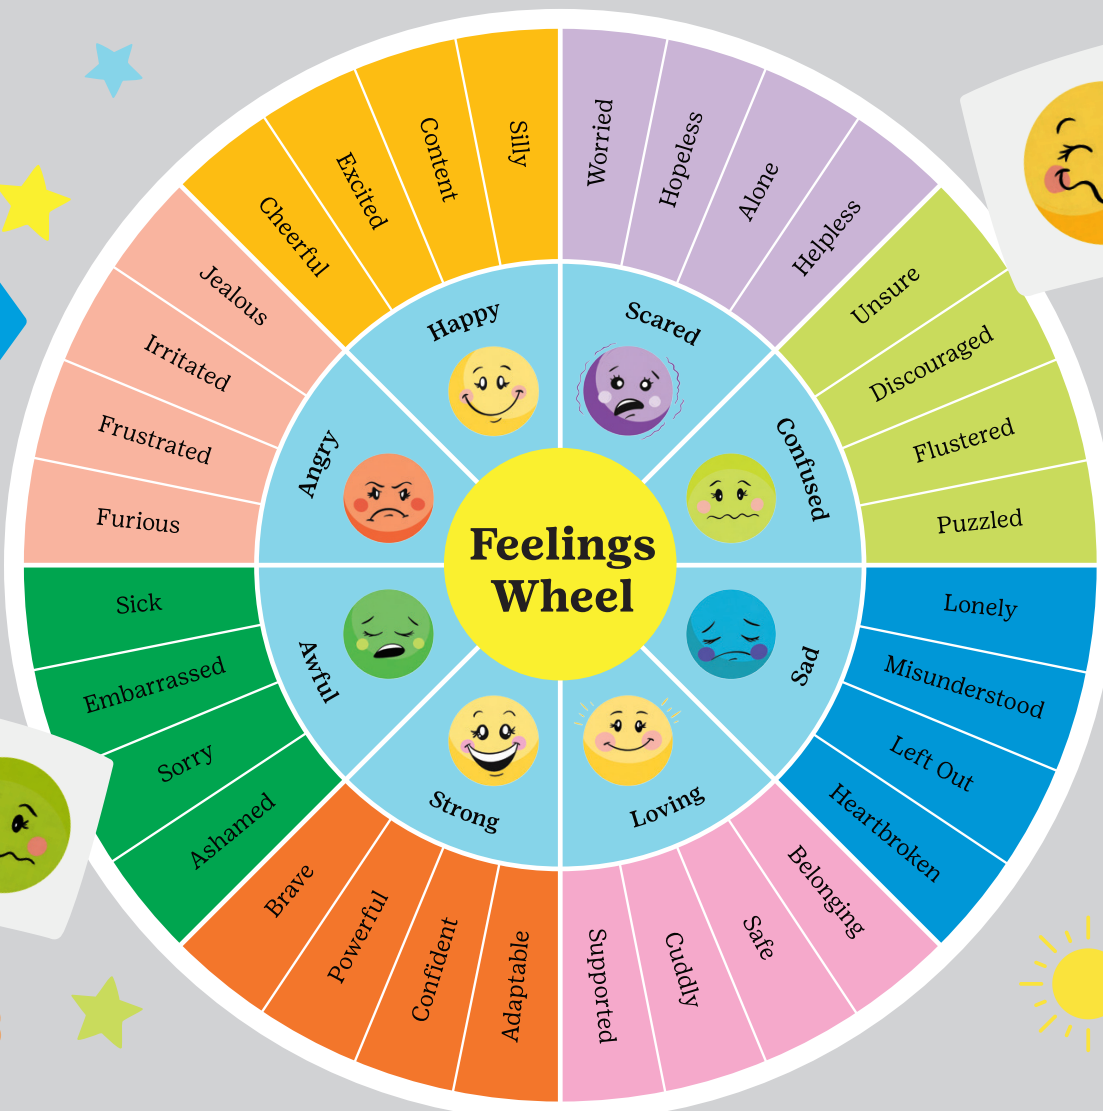 Feelings
Wheel
Happy
Silly
Content
Excited
Cheerful
Scared
Worried
Hopeless
Alone
Helpless
Confused
Unsure
Discouraged
Flustered
Puzzled
Sad
Lonely
Misunderstood
Left Out
Heartbroken
Loving
Belonging
Safe
Cuddly
Supported
Strong
Adaptable
Confident
Powerful
Brave
Awful
Ashamed
Sorry
Embarrassed
Sick
Angry
Furious
Frustrated
Irritated
Jealous